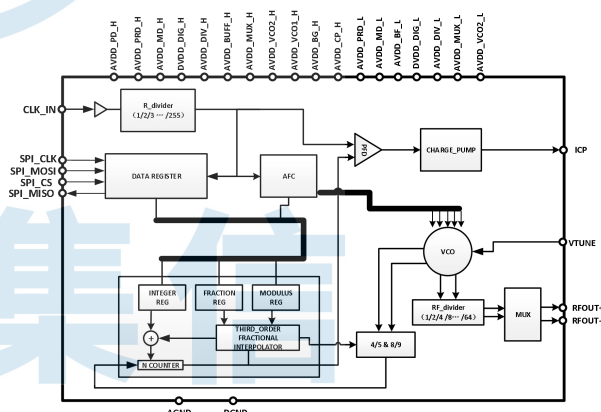 AVDD_PD_H
AVDD_PRD_H
AVDD_MD_H
DVDD_DIG_H
AVDD_DIV_H
AVDD_BUFF_H
AVDD_MUX_H
AVDD_VCO2_H
AVDD_VCO1_H
AVDD_BG_H
AVDD_CP_H
AVDD_PRD_L
AVDD_MD_L
AVDD_BF_L
DVDD_DIG_L
AVDD_DIV_L
AVDD_MUX_L
AVDD_VCO2_L
CLK_IN
R_divider
(1/2/3 ··· /255)
PFD
CHARGE_PUMP
ICP
SPI_CLK
SPI_MOSI
SPI_CS
SPI_MISO
DATA REGISTER
AFC
VCO
VTUNE
INTEGER
REG
FRACTION
REG
MODULUS
REG
RF_divider
(1/2/4 /8··· /64)
MUX
RFOUT+
RFOUT-
+
THIRD_ORDER
FRACTIONAL
INTERPOLATOR
4/5 & 8/9
N COUNTER
AGND
DGND
集信